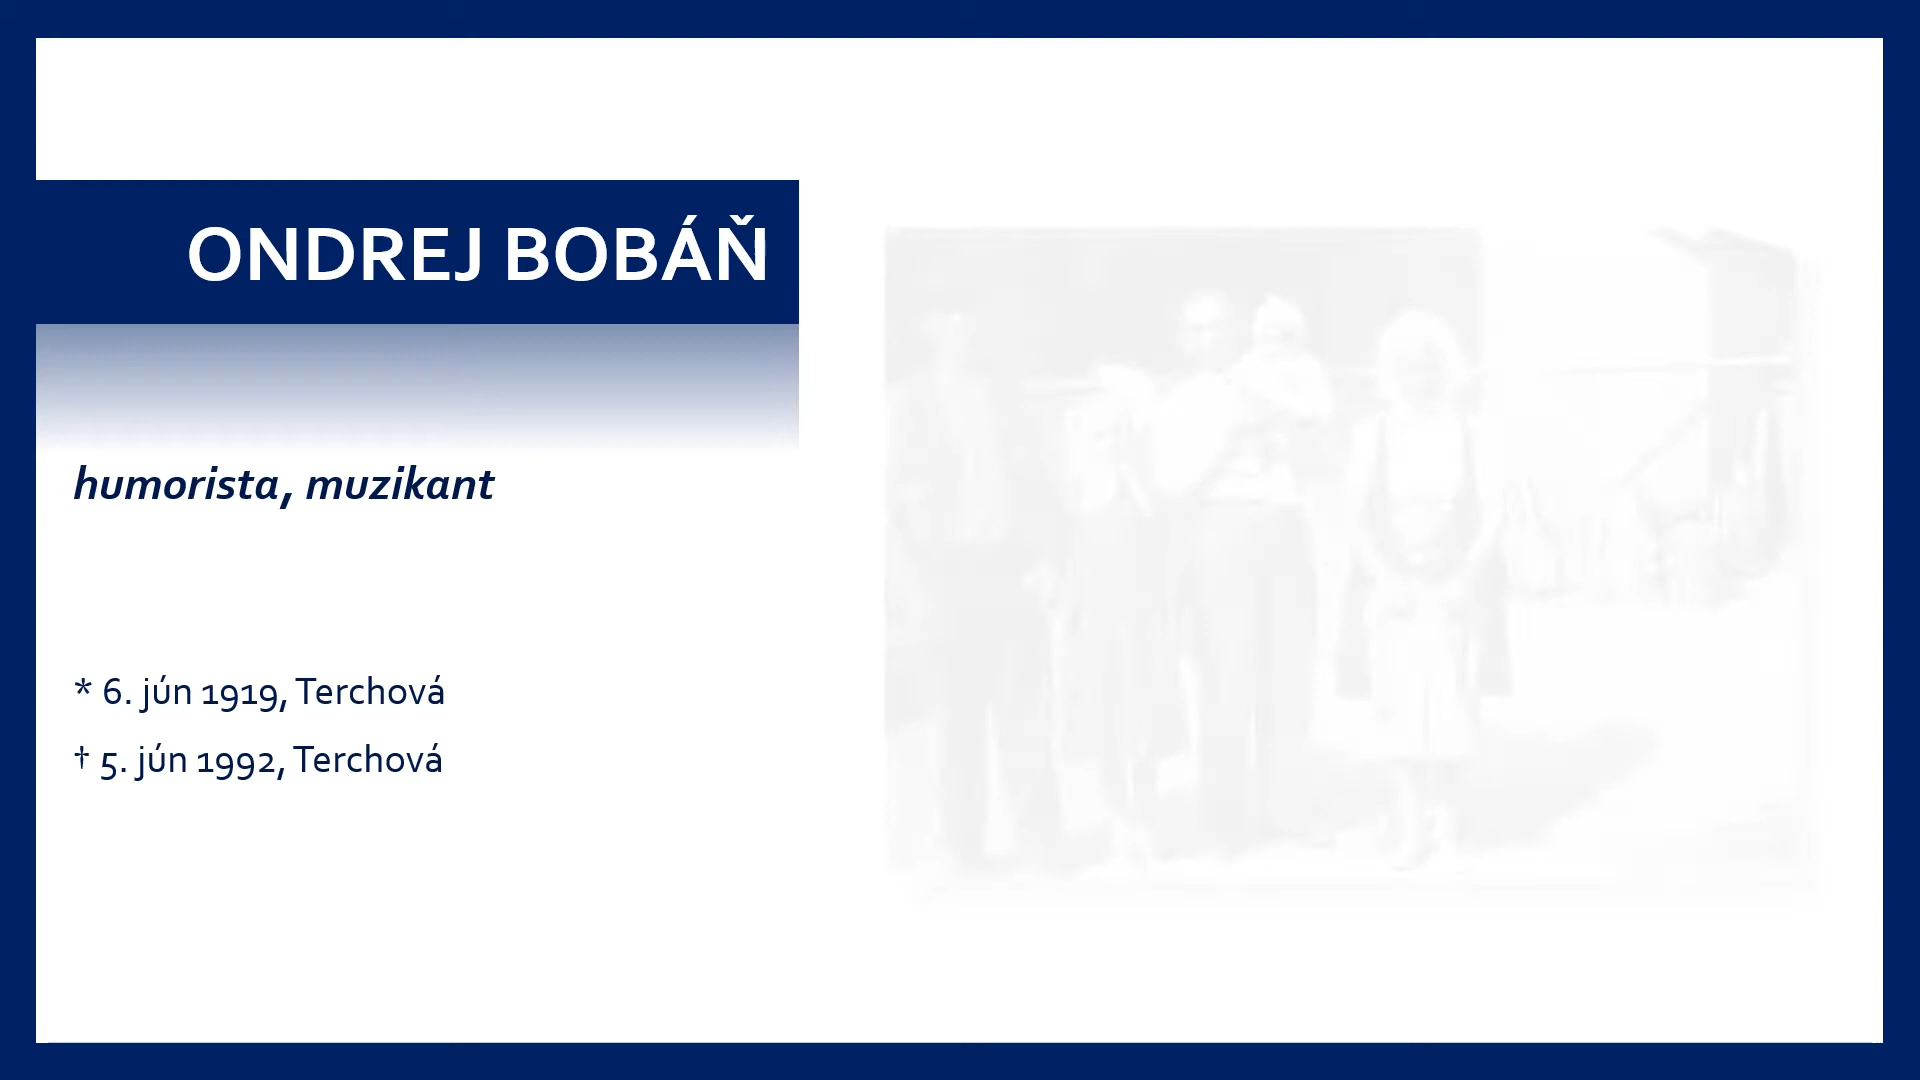 ONDREJ BOBÁŇ
humorista, muzikant
* 6. jún 1919, Terchová
† 5. jún 1992, Terchová